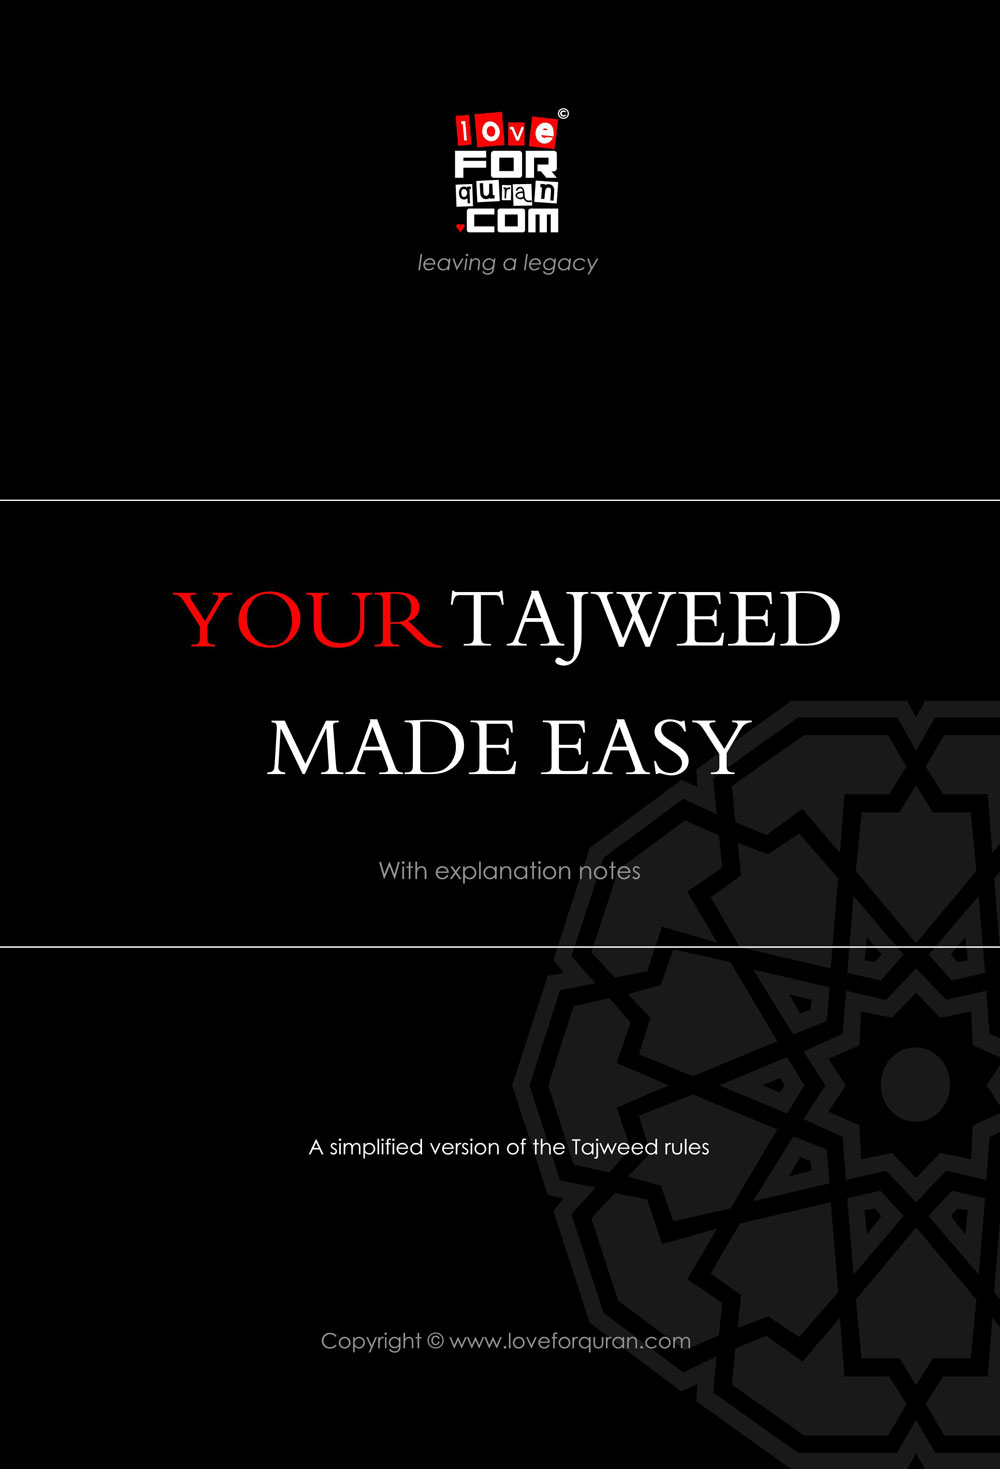 love ©
FOR
quran
.COM
leaving a legacy
YOUR TAJWEED
MADE EASY
With explanation notes
A simplified version of the Tajweed rules
Copyright © www.loveforquran.com